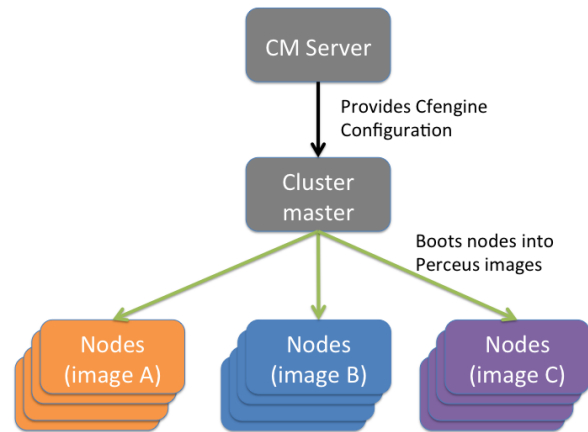 CM Server
Provides Cfengine
Configuration
Cluster
master
Boots nodes into
Perceus images
Nodes
(image A)
Nodes
(image B)
Nodes
(image C)